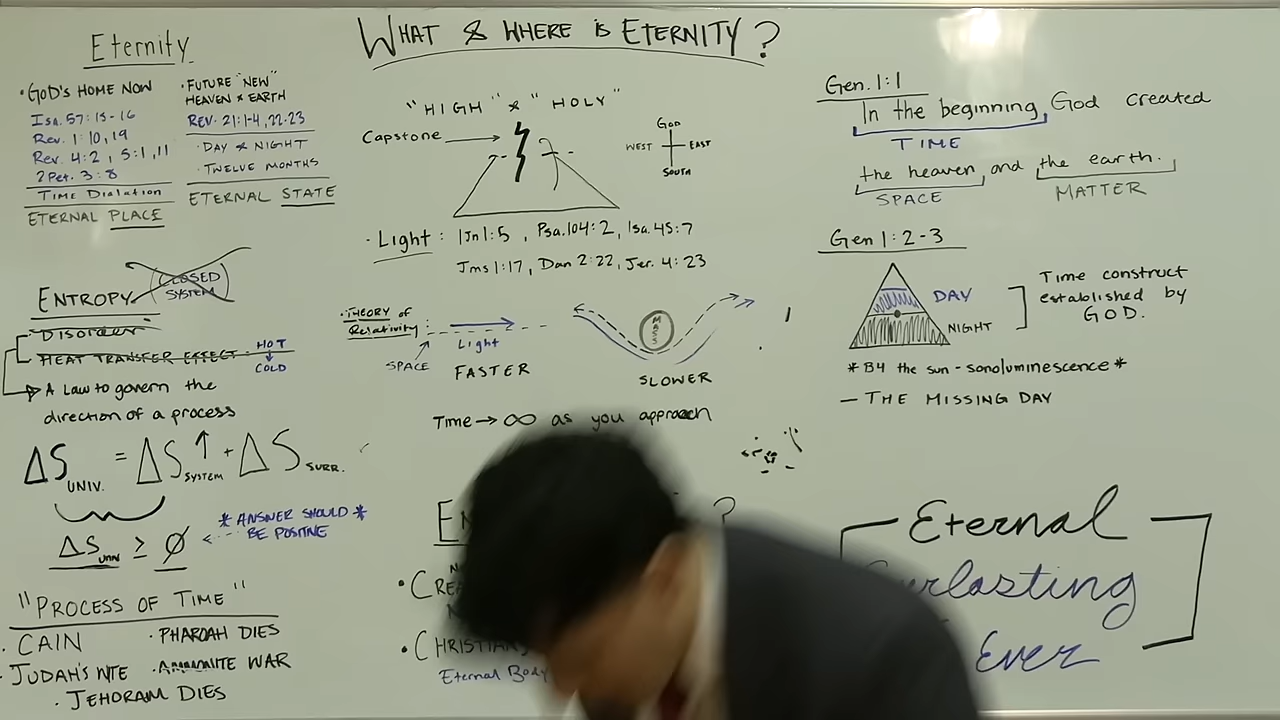 WHAT & WHERE IS ETERNITY?
Eternity
• GOD'S HOME NOW
Isa. 57:15-16
Rev. 1:10,19
Rev. 4:2, 5:1,11
2Pet. 3:8
TIME DIALATION
ETERNAL PLACE
• FUTURE "NEW"
HEAVEN & EARTH
REV. 21:1-4, 22-23
• DAY & NIGHT
• TWELVE MONTHS
ETERNAL STATE
ENTROPY
CLOSED
SYSTEM
• DISORDER
HEAT TRANSFER EFFECT:
HOT
COLD
A LAW to govern the
direction of a process
ΔS UNIV. = ΔS SYSTEM ↑ + ΔS SURR.
ΔS UNIV ≥ Ø
* ANSWER SHOULD *
BE POSITIVE
"PROCESS OF TIME"
• CAIN
• JUDAH'S WIFE
• JEHORAM DIES
• PHAROAH DIES
• AMMONITE WAR
"HIGH" & "HOLY"
Capstone
GOD
WEST
EAST
SOUTH
• Light: 1Jn1:5, Psa.104:2, Isa.45:7
Jms1:17, Dan 2:22, Jer. 4:23
• THEORY of
Relativity:
Light
SPACE
FASTER
MASS
SLOWER
Time → ∞ as you approach
?
• CHRISTIAN
Eternal Body
Gen. 1:1
In the beginning, God created
TIME
the heaven, and the earth.
SPACE
MATTER
Gen 1:2-3
DAY
NIGHT
Time construct
established by
GOD.
* B4 the sun - sonoluminescence *
— THE MISSING DAY
Eternal
Everlasting
Ever